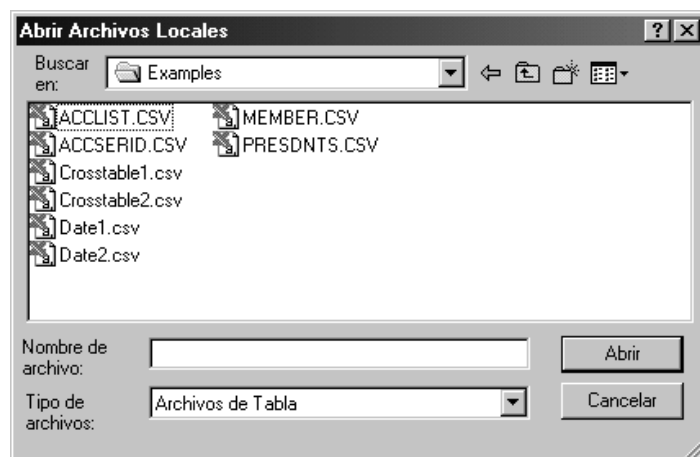 Abrir Archivos Locales
Buscar en:
Examples
ACCLIST.CSV
ACCSERID.CSV
Crosstable1.csv
Crosstable2.csv
Date1.csv
Date2.csv
MEMBER.CSV
PRESDNTS.CSV
Nombre de archivo:
Abrir
Tipo de archivos:
Archivos de Tabla
Cancelar